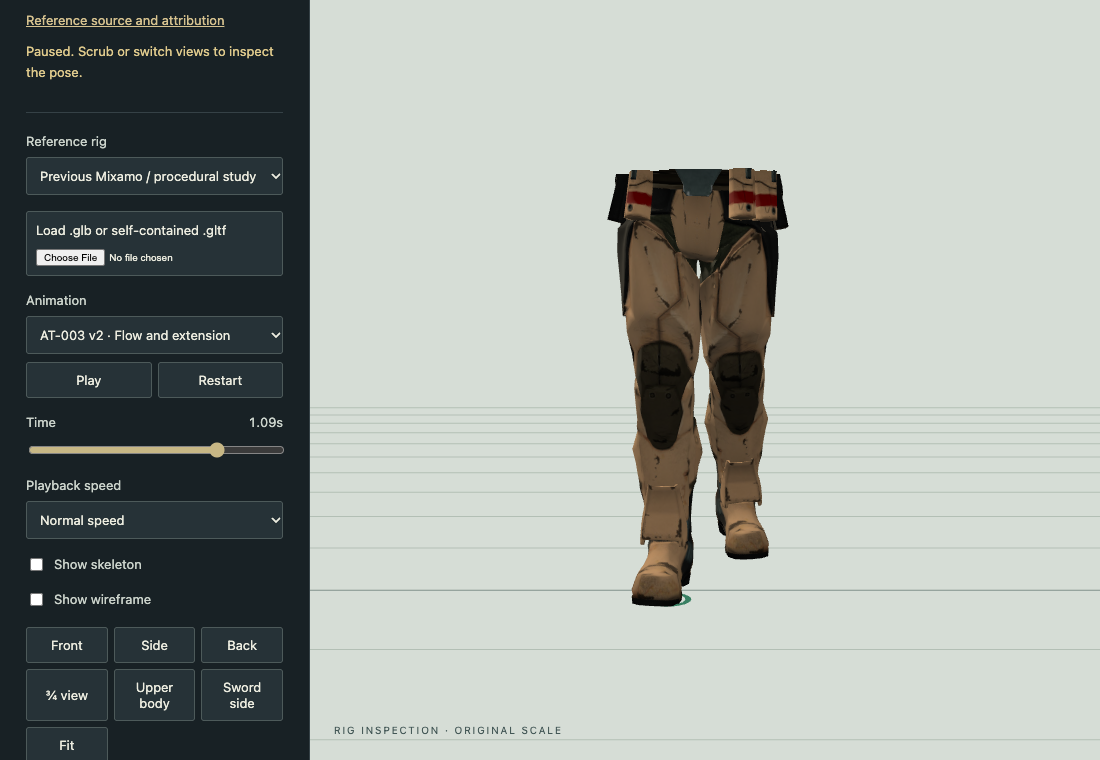 Reference source and attribution
Paused. Scrub or switch views to inspect
the pose.
Reference rig
Previous Mixamo / procedural study
Load .glb or self-contained .gltf
Choose File No file chosen
Animation
AT-003 v2 · Flow and extension
Play
Restart
Time
1.09s
Playback speed
Normal speed
Show skeleton
Show wireframe
Front
Side
Back
¾ view
Upper
body
Sword
side
Fit
RIG INSPECTION · ORIGINAL SCALE